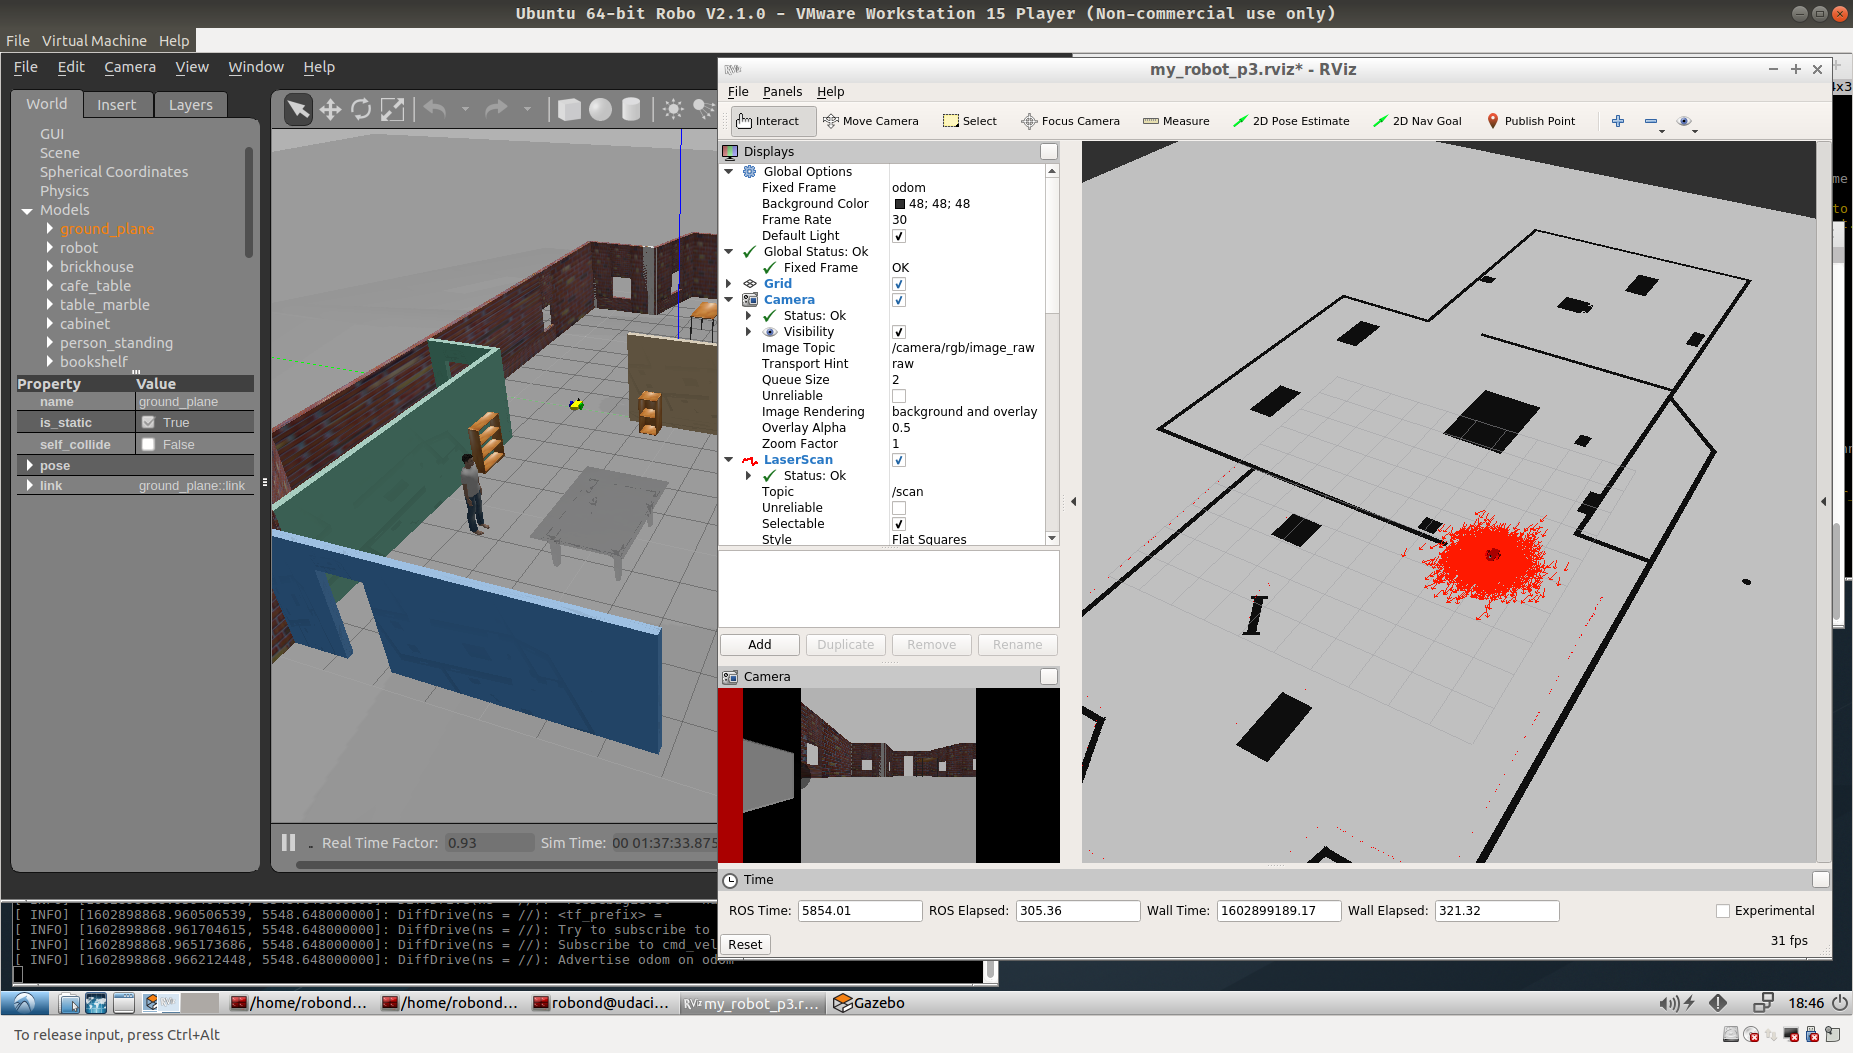 Ubuntu 64-bit Robo V2.1.0 - VMware Workstation 15 Player (Non-commercial use only)
File Virtual Machine Help
File Edit Camera View Window Help
World Insert Layers
GUI
Scene
Spherical Coordinates
Physics
Models
ground_plane
robot
brickhouse
cafe_table
table_marble
cabinet
person_standing
bookshelf
Property Value
name ground_plane
is_static True
self_collide False
pose
link ground_plane::link
Real Time Factor: 0.93 Sim Time: 00 01:37:33.875
my_robot_p3.rviz* - RViz
File Panels Help
Interact Move Camera Select Focus Camera Measure 2D Pose Estimate 2D Nav Goal Publish Point
Displays
Global Options
Fixed Frame odom
Background Color 48; 48; 48
Frame Rate 30
Default Light
Global Status: Ok
Fixed Frame OK
Grid
Camera
Status: Ok
Visibility
Image Topic /camera/rgb/image_raw
Transport Hint raw
Queue Size 2
Unreliable
Image Rendering background and overlay
Overlay Alpha 0.5
Zoom Factor 1
LaserScan
Status: Ok
Topic /scan
Unreliable
Selectable
Style Flat Squares
Add Duplicate Remove Rename
Camera
Time
ROS Time: 5854.01 ROS Elapsed: 305.36 Wall Time: 1602899189.17 Wall Elapsed: 321.32 Experimental
Reset 31 fps
[ INFO] [1602898868.961704615, 5548.648000000]: DiffDrive(ns = //): Try to subscribe to
[ INFO] [1602898868.965173686, 5548.648000000]: DiffDrive(ns = //): Subscribe to cmd_vel
[ INFO] [1602898868.966212448, 5548.648000000]: DiffDrive(ns = //): Advertise odom on odom
/home/robond... /home/robond... robond@udaci... my_robot_p3.r... Gazebo 18:46
To release input, press Ctrl+Alt